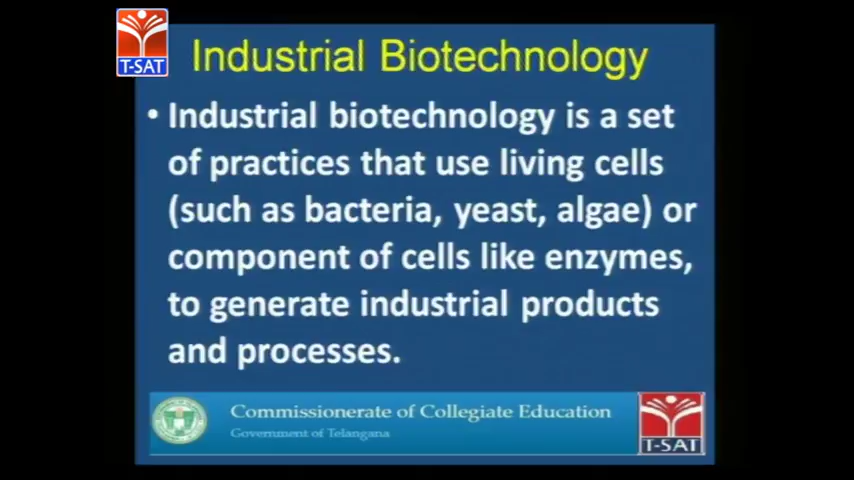 T-SAT
Industrial Biotechnology
• Industrial biotechnology is a set
of practices that use living cells
(such as bacteria, yeast, algae) or
component of cells like enzymes,
to generate industrial products
and processes.
Commissionerate of Collegiate Education
Government of Telangana
T-SAT